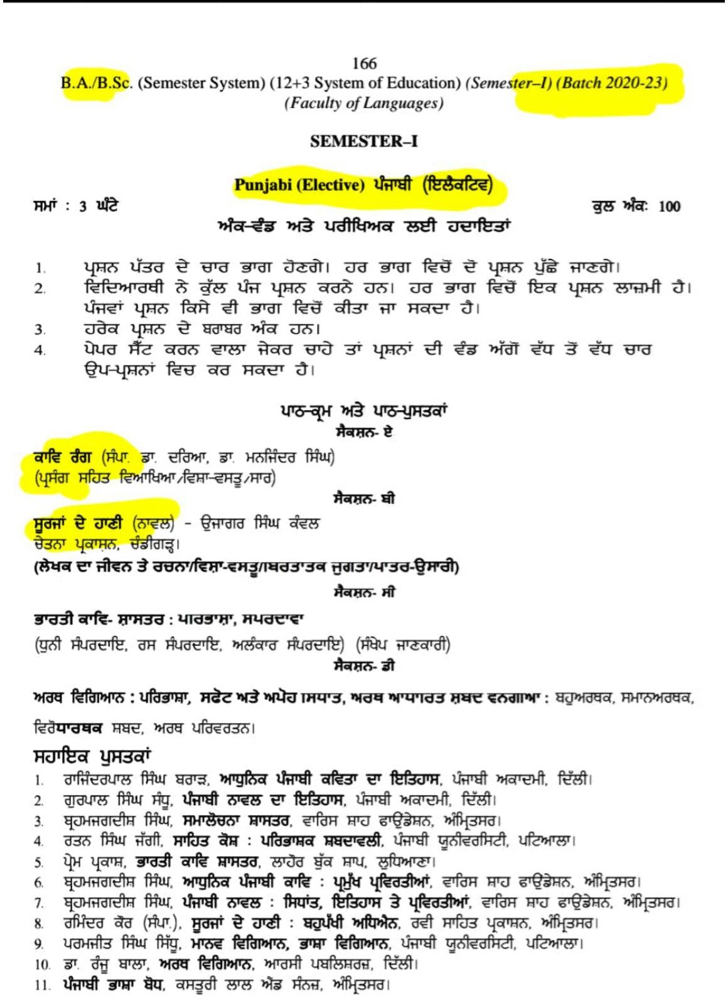 166
B.A./B.Sc. (Semester System) (12+3 System of Education) (Semester–I) (Batch 2020-23)
(Faculty of Languages)
SEMESTER–I
Punjabi (Elective) ਪੰਜਾਬੀ (ਇਲੈਕਟਿਵ)
ਸਮਾਂ : 3 ਘੰਟੇ ਕੁਲ ਅੰਕ: 100
ਅੰਕ-ਵੰਡ ਅਤੇ ਪਰੀਖਿਅਕ ਲਈ ਹਦਾਇਤਾਂ
1. ਪ੍ਰਸ਼ਨ ਪੱਤਰ ਦੇ ਚਾਰ ਭਾਗ ਹੋਣਗੇ। ਹਰ ਭਾਗ ਵਿਚੋਂ ਦੋ ਪ੍ਰਸ਼ਨ ਪੁੱਛੇ ਜਾਣਗੇ।
2. ਵਿਦਿਆਰਥੀ ਨੇ ਕੁੱਲ ਪੰਜ ਪ੍ਰਸ਼ਨ ਕਰਨੇ ਹਨ। ਹਰ ਭਾਗ ਵਿਚੋਂ ਇਕ ਪ੍ਰਸ਼ਨ ਲਾਜ਼ਮੀ ਹੈ।
ਪੰਜਵਾਂ ਪ੍ਰਸ਼ਨ ਕਿਸੇ ਵੀ ਭਾਗ ਵਿਚੋਂ ਕੀਤਾ ਜਾ ਸਕਦਾ ਹੈ।
3. ਹਰੇਕ ਪ੍ਰਸ਼ਨ ਦੇ ਬਰਾਬਰ ਅੰਕ ਹਨ।
4. ਪੇਪਰ ਸੈੱਟ ਕਰਨ ਵਾਲਾ ਜੇਕਰ ਚਾਹੇ ਤਾਂ ਪ੍ਰਸ਼ਨਾਂ ਦੀ ਵੰਡ ਅੱਗੋਂ ਵੱਧ ਤੋਂ ਵੱਧ ਚਾਰ
ਉਪ-ਪ੍ਰਸ਼ਨਾਂ ਵਿਚ ਕਰ ਸਕਦਾ ਹੈ।
ਪਾਠ-ਕ੍ਰਮ ਅਤੇ ਪਾਠ-ਪੁਸਤਕਾਂ
ਸੈਕਸ਼ਨ- ਏ
ਕਾਵਿ ਰੰਗ (ਸੰਪਾ. ਡਾ. ਦਰਿਆ, ਡਾ. ਮਨਜਿੰਦਰ ਸਿੰਘ)
(ਪ੍ਰਸੰਗ ਸਹਿਤ ਵਿਆਖਿਆ/ਵਿਸ਼ਾ-ਵਸਤੂ/ਸਾਰ)
ਸੈਕਸ਼ਨ- ਬੀ
ਸੂਰਜਾਂ ਦੇ ਹਾਣੀ (ਨਾਵਲ) - ਉਜਾਗਰ ਸਿੰਘ ਕੰਵਲ
ਚੇਤਨਾ ਪ੍ਰਕਾਸ਼ਨ, ਚੰਡੀਗੜ੍ਹ।
(ਲੇਖਕ ਦਾ ਜੀਵਨ ਤੇ ਰਚਨਾ/ਵਿਸ਼ਾ-ਵਸਤੂ/ਬਿਰਤਾਂਤਕ ਜੁਗਤਾਂ/ਪਾਤਰ-ਉਸਾਰੀ)
ਸੈਕਸ਼ਨ- ਸੀ
ਭਾਰਤੀ ਕਾਵਿ- ਸ਼ਾਸਤਰ : ਪਰਿਭਾਸ਼ਾ, ਸੰਪਰਦਾਵਾਂ
(ਧੁਨੀ ਸੰਪਰਦਾਇ, ਰਸ ਸੰਪਰਦਾਇ, ਅਲੰਕਾਰ ਸੰਪਰਦਾਇ) (ਸੰਖੇਪ ਜਾਣਕਾਰੀ)
ਸੈਕਸ਼ਨ- ਡੀ
ਅਰਥ ਵਿਗਿਆਨ : ਪਰਿਭਾਸ਼ਾ, ਸਫੋਟ ਅਤੇ ਅਪੋਹ ਸਿਧਾਂਤ, ਅਰਥ ਆਧਾਰਿਤ ਸ਼ਬਦ ਵੰਨਗੀਆਂ : ਬਹੁਅਰਥਕ, ਸਮਾਨਅਰਥਕ,
ਵਿਰੋਧਾਰਥਕ ਸ਼ਬਦ, ਅਰਥ ਪਰਿਵਰਤਨ।
ਸਹਾਇਕ ਪੁਸਤਕਾਂ
1. ਰਾਜਿੰਦਰਪਾਲ ਸਿੰਘ ਬਰਾੜ, ਆਧੁਨਿਕ ਪੰਜਾਬੀ ਕਵਿਤਾ ਦਾ ਇਤਿਹਾਸ, ਪੰਜਾਬੀ ਅਕਾਦਮੀ, ਦਿੱਲੀ।
2. ਗੁਰਪਾਲ ਸਿੰਘ ਸੰਧੂ, ਪੰਜਾਬੀ ਨਾਵਲ ਦਾ ਇਤਿਹਾਸ, ਪੰਜਾਬੀ ਅਕਾਦਮੀ, ਦਿੱਲੀ।
3. ਬ੍ਰਹਮਜਗਦੀਸ਼ ਸਿੰਘ, ਸਮਾਲੋਚਨਾ ਸ਼ਾਸਤਰ, ਵਾਰਿਸ ਸ਼ਾਹ ਫਾਉਂਡੇਸ਼ਨ, ਅੰਮ੍ਰਿਤਸਰ।
4. ਰਤਨ ਸਿੰਘ ਜੱਗੀ, ਸਾਹਿਤ ਕੋਸ਼ : ਪਰਿਭਾਸ਼ਕ ਸ਼ਬਦਾਵਲੀ, ਪੰਜਾਬੀ ਯੂਨੀਵਰਸਿਟੀ, ਪਟਿਆਲਾ।
5. ਪ੍ਰੇਮ ਪ੍ਰਕਾਸ਼, ਭਾਰਤੀ ਕਾਵਿ ਸ਼ਾਸਤਰ, ਲਾਹੌਰ ਬੁੱਕ ਸ਼ਾਪ, ਲੁਧਿਆਣਾ।
6. ਬ੍ਰਹਮਜਗਦੀਸ਼ ਸਿੰਘ, ਆਧੁਨਿਕ ਪੰਜਾਬੀ ਕਾਵਿ : ਪ੍ਰਮੁੱਖ ਪ੍ਰਵਿਰਤੀਆਂ, ਵਾਰਿਸ ਸ਼ਾਹ ਫਾਉਂਡੇਸ਼ਨ, ਅੰਮ੍ਰਿਤਸਰ।
7. ਬ੍ਰਹਮਜਗਦੀਸ਼ ਸਿੰਘ, ਪੰਜਾਬੀ ਨਾਵਲ : ਸਿਧਾਂਤ, ਇਤਿਹਾਸ ਤੇ ਪ੍ਰਵਿਰਤੀਆਂ, ਵਾਰਿਸ ਸ਼ਾਹ ਫਾਉਂਡੇਸ਼ਨ, ਅੰਮ੍ਰਿਤਸਰ।
8. ਰਮਿੰਦਰ ਕੌਰ (ਸੰਪਾ.), ਸੂਰਜਾਂ ਦੇ ਹਾਣੀ : ਬਹੁਪੱਖੀ ਅਧਿਐਨ, ਰਵੀ ਸਾਹਿਤ ਪ੍ਰਕਾਸ਼ਨ, ਅੰਮ੍ਰਿਤਸਰ।
9. ਪਰਮਜੀਤ ਸਿੰਘ ਸਿੱਧੂ, ਮਾਨਵ ਵਿਗਿਆਨ, ਭਾਸ਼ਾ ਵਿਗਿਆਨ, ਪੰਜਾਬੀ ਯੂਨੀਵਰਸਿਟੀ, ਪਟਿਆਲਾ।
10. ਡਾ. ਰੰਜੂ ਬਾਲਾ, ਅਰਥ ਵਿਗਿਆਨ, ਆਰਸੀ ਪਬਲਿਸ਼ਰਜ਼, ਦਿੱਲੀ।
11. ਪੰਜਾਬੀ ਭਾਸ਼ਾ ਬੋਧ, ਕਸਤੂਰੀ ਲਾਲ ਐਂਡ ਸੰਨਜ਼, ਅੰਮ੍ਰਿਤਸਰ।